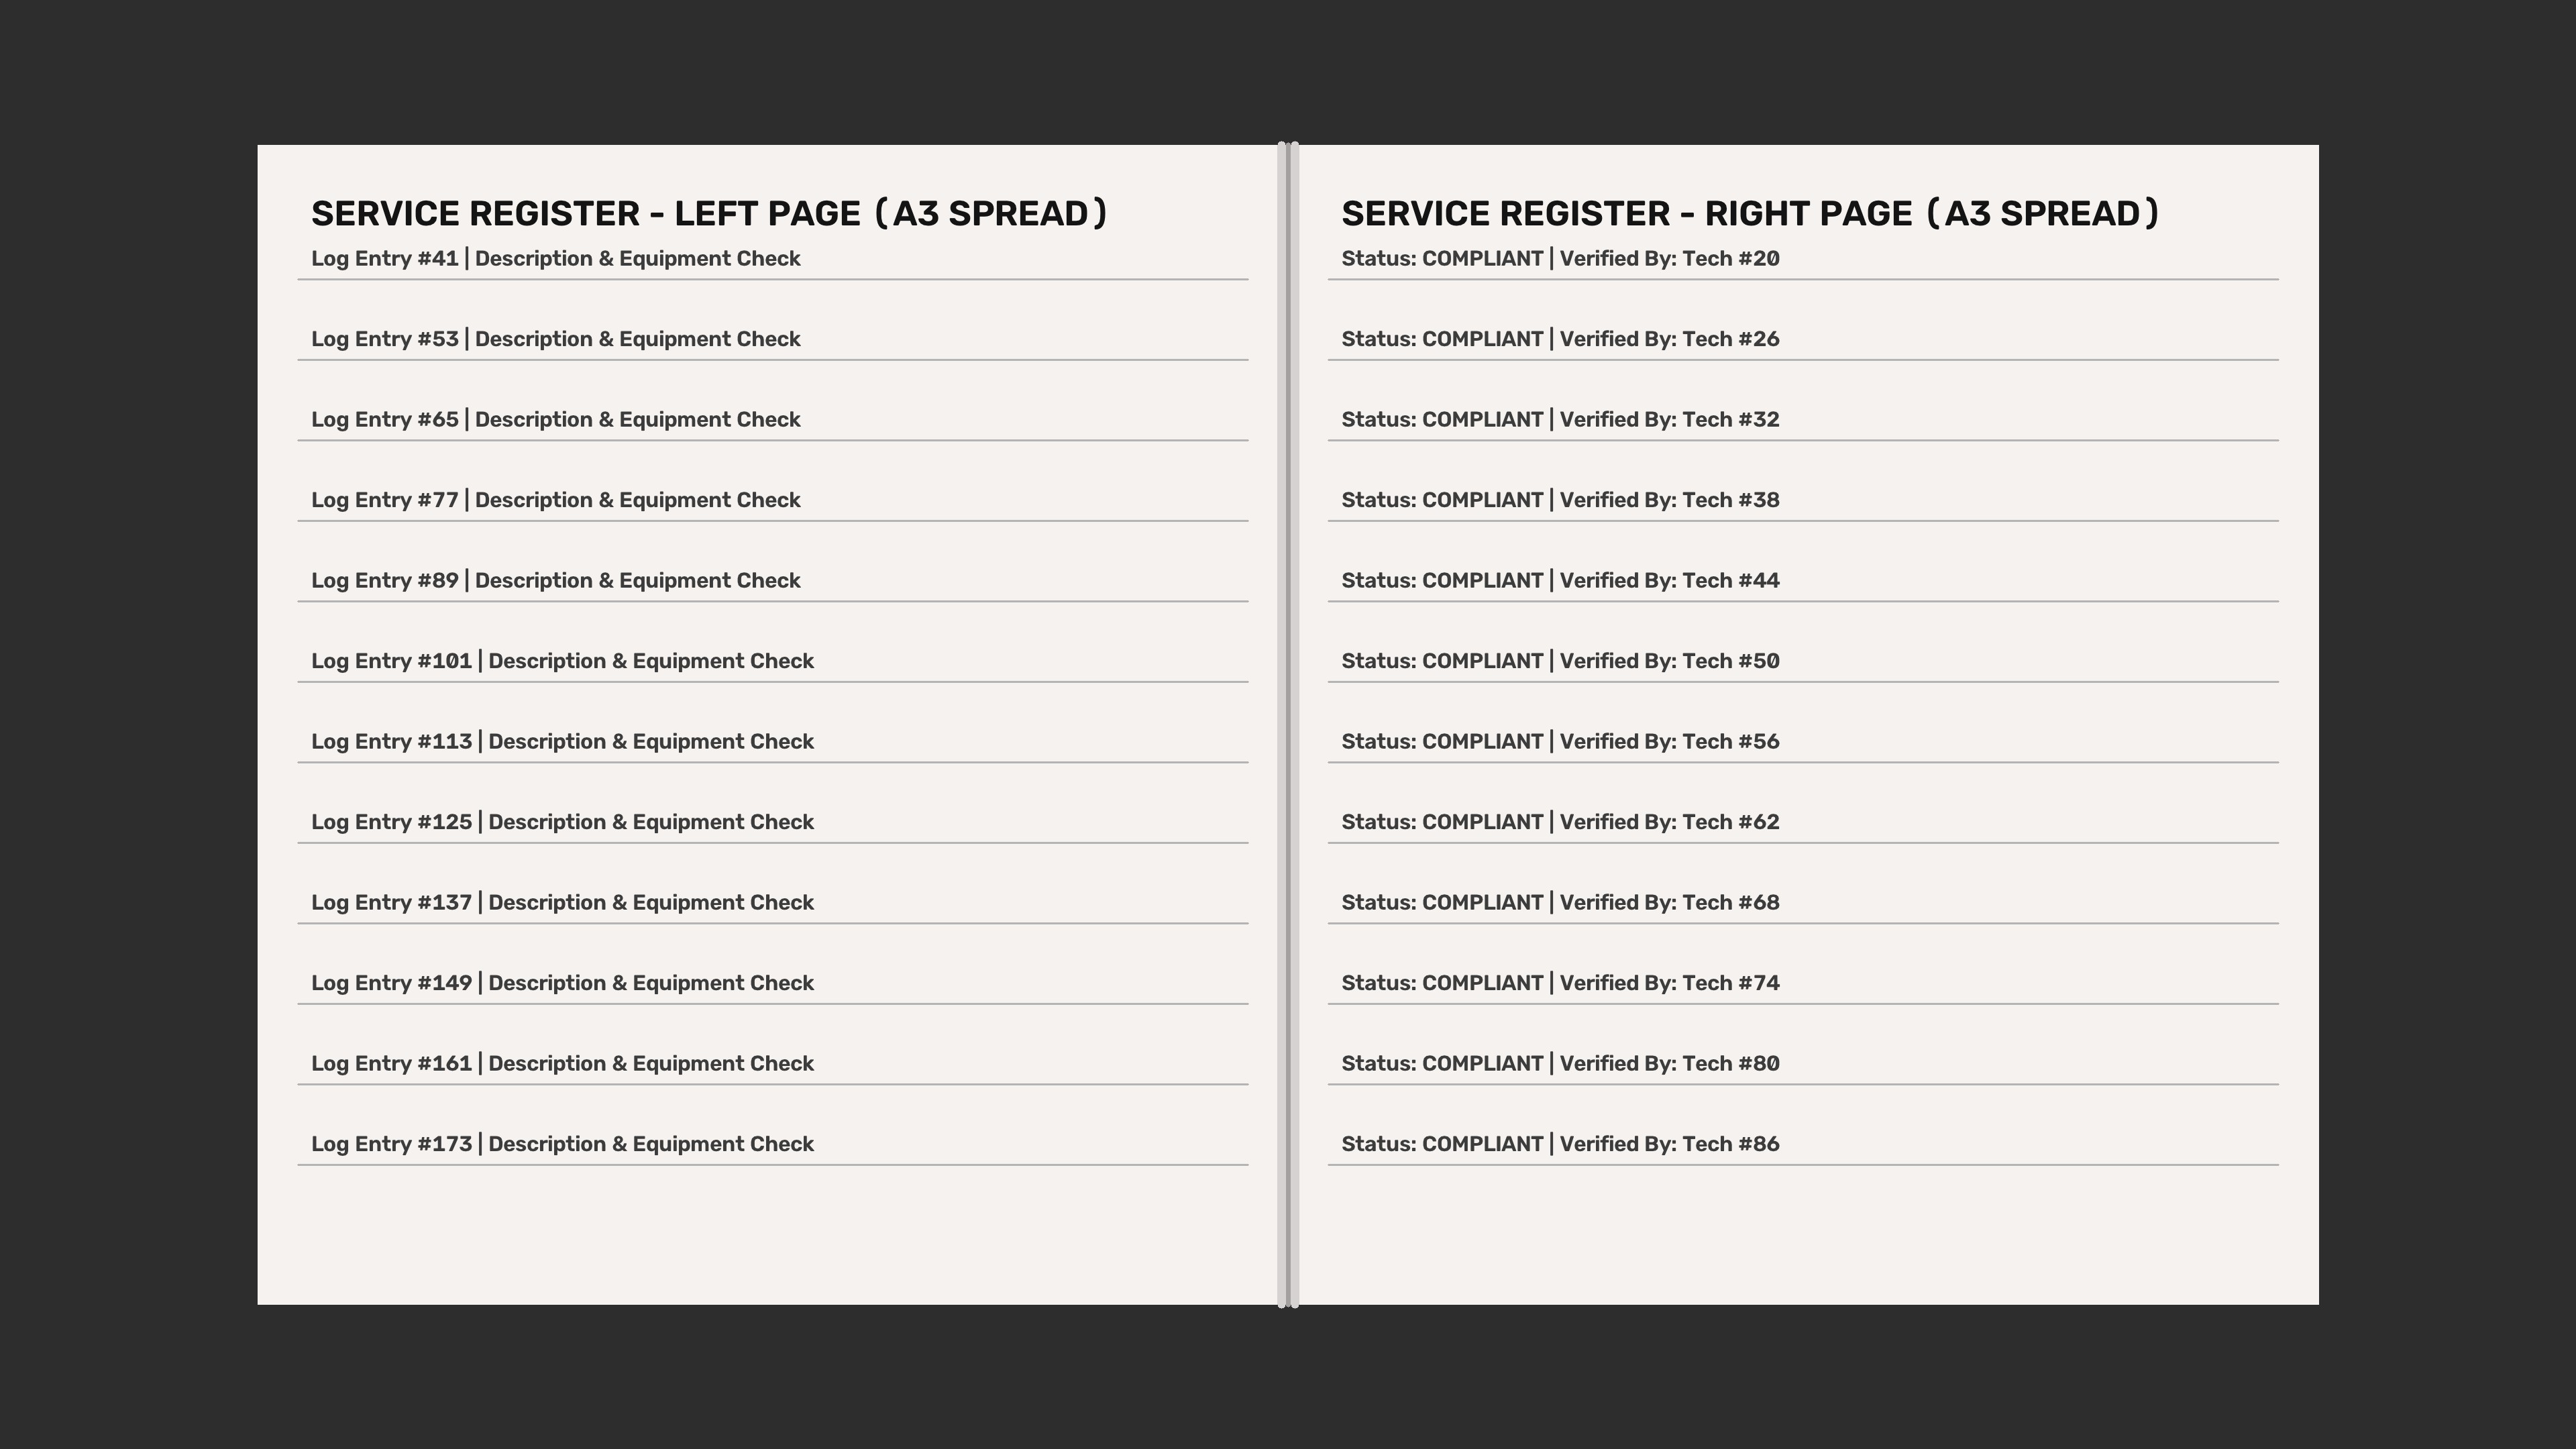 SERVICE REGISTER - LEFT PAGE (A3 SPREAD)
Log Entry #41 | Description & Equipment Check
Log Entry #53 | Description & Equipment Check
Log Entry #65 | Description & Equipment Check
Log Entry #77 | Description & Equipment Check
Log Entry #89 | Description & Equipment Check
Log Entry #101 | Description & Equipment Check
Log Entry #113 | Description & Equipment Check
Log Entry #125 | Description & Equipment Check
Log Entry #137 | Description & Equipment Check
Log Entry #149 | Description & Equipment Check
Log Entry #161 | Description & Equipment Check
Log Entry #173 | Description & Equipment Check
SERVICE REGISTER - RIGHT PAGE (A3 SPREAD)
Status: COMPLIANT | Verified By: Tech #20
Status: COMPLIANT | Verified By: Tech #26
Status: COMPLIANT | Verified By: Tech #32
Status: COMPLIANT | Verified By: Tech #38
Status: COMPLIANT | Verified By: Tech #44
Status: COMPLIANT | Verified By: Tech #50
Status: COMPLIANT | Verified By: Tech #56
Status: COMPLIANT | Verified By: Tech #62
Status: COMPLIANT | Verified By: Tech #68
Status: COMPLIANT | Verified By: Tech #74
Status: COMPLIANT | Verified By: Tech #80
Status: COMPLIANT | Verified By: Tech #86